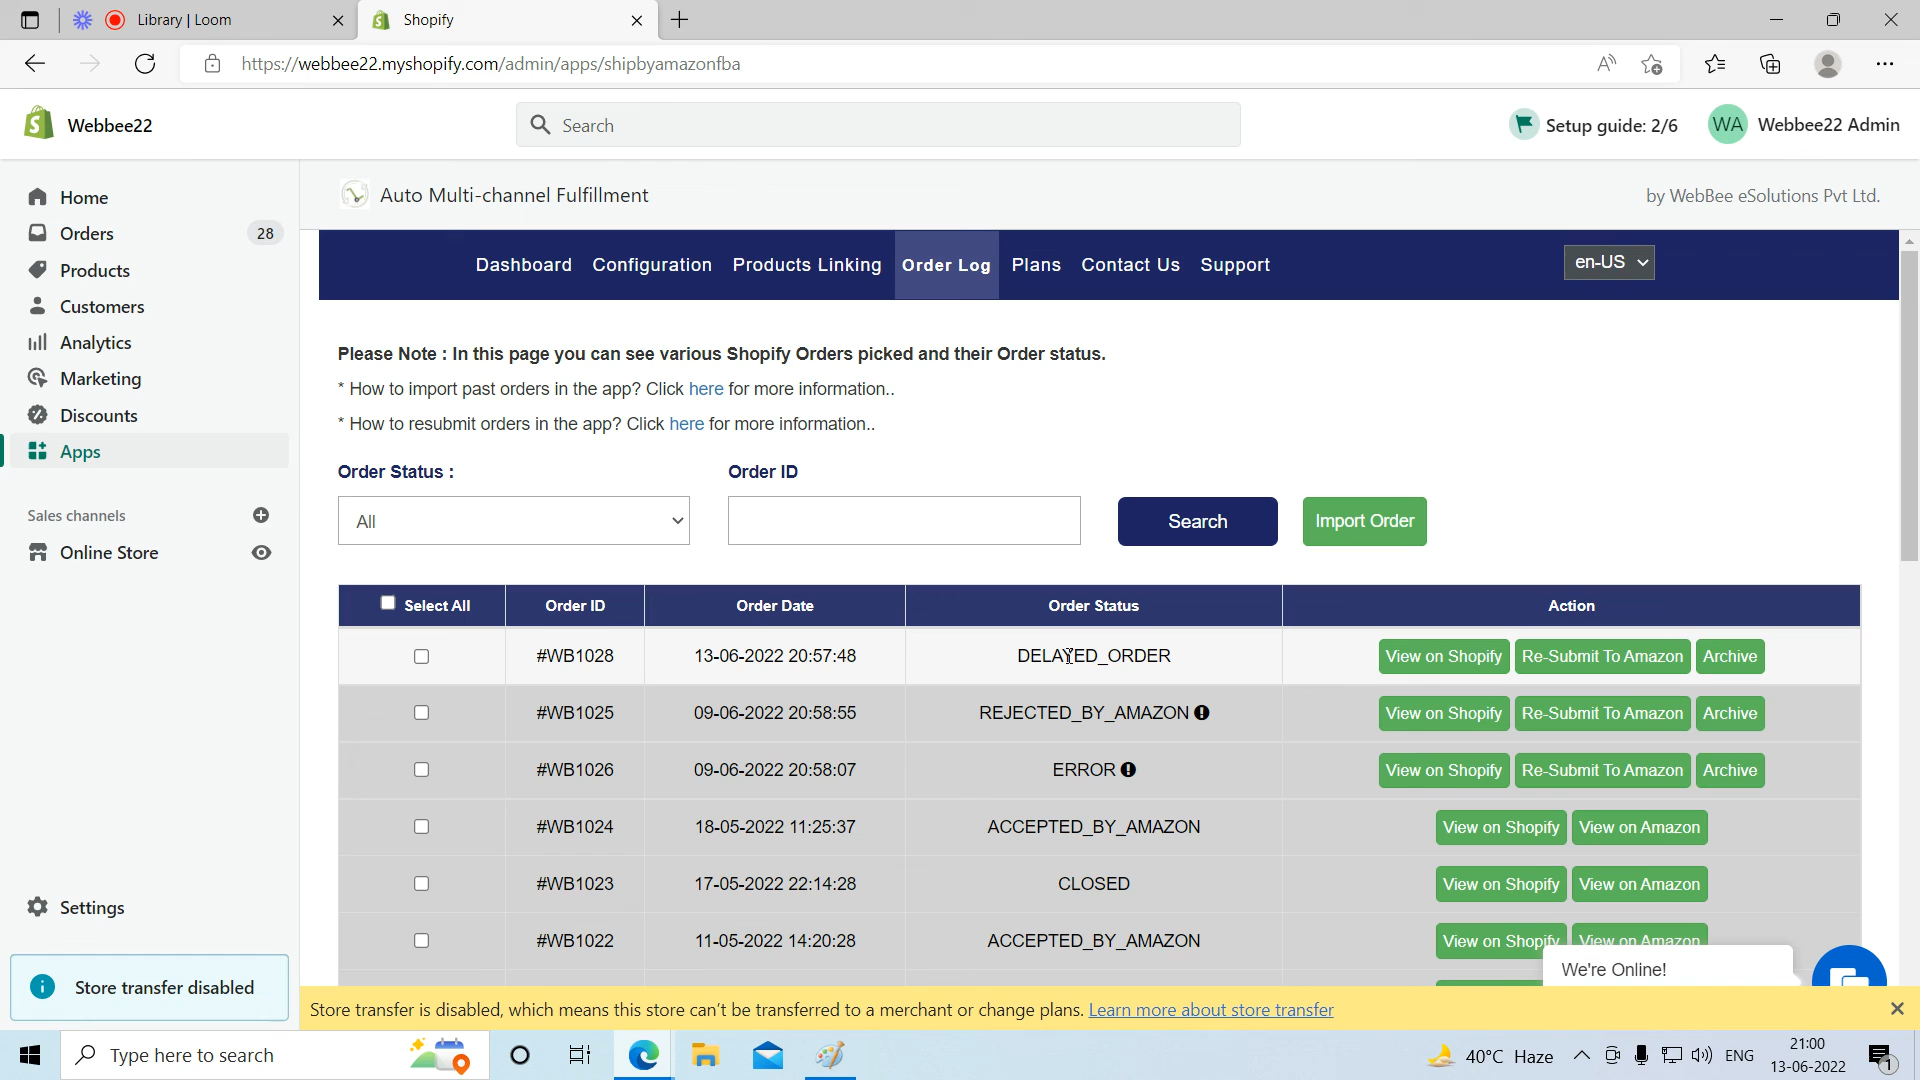 Library | Loom
Shopify
https://webbee22.myshopify.com/admin/apps/shipbyamazonfba
Webbee22
Search
Setup guide: 2/6
WA
Webbee22 Admin
Home
Orders
28
Products
Customers
Analytics
Marketing
Discounts
Apps
Sales channels
Online Store
Settings
Store transfer disabled
Auto Multi-channel Fulfillment
by WebBee eSolutions Pvt Ltd.
Dashboard Configuration Products Linking Order Log Plans Contact Us Support
en-US
Please Note : In this page you can see various Shopify Orders picked and their Order status.
* How to import past orders in the app? Click here for more information..
* How to resubmit orders in the app? Click here for more information..
Order Status :
Order ID
All
Search
Import Order
Select All Order ID Order Date Order Status Action
#WB1028 13-06-2022 20:57:48 DELAYED_ORDER View on Shopify Re-Submit To Amazon Archive
#WB1025 09-06-2022 20:58:55 REJECTED_BY_AMAZON View on Shopify Re-Submit To Amazon Archive
#WB1026 09-06-2022 20:58:07 ERROR View on Shopify Re-Submit To Amazon Archive
#WB1024 18-05-2022 11:25:37 ACCEPTED_BY_AMAZON View on Shopify View on Amazon
#WB1023 17-05-2022 22:14:28 CLOSED View on Shopify View on Amazon
#WB1022 11-05-2022 14:20:28 ACCEPTED_BY_AMAZON View on Shopify View on Amazon
We're Online!
Store transfer is disabled, which means this store can't be transferred to a merchant or change plans. Learn more about store transfer
Type here to search
40°C Haze
ENG
21:00
13-06-2022
1